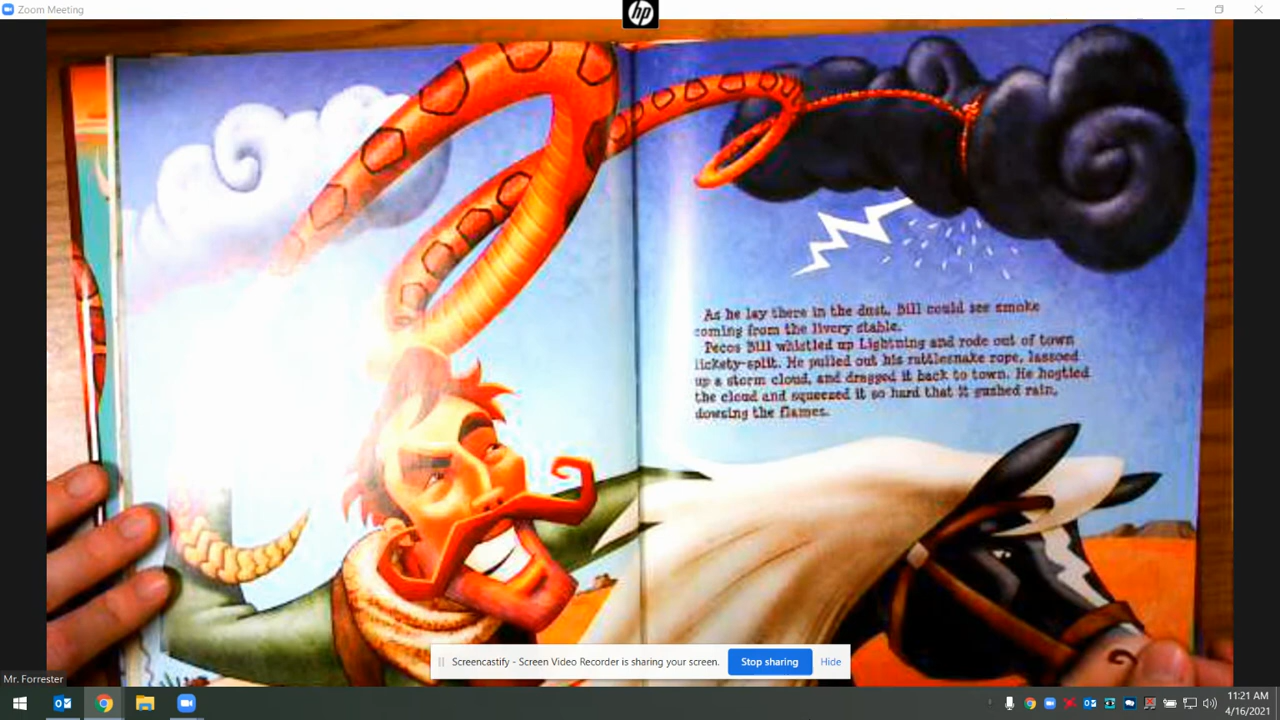 Zoom Meeting
hp
As he lay there in the dust, Bill could see smoke
coming from the livery stable.
Pecos Bill whistled up Lightning and rode out of town
lickety-split. He pulled out his rattlesnake rope, lassoed
up a storm cloud, and dragged it back to town. He hogtied
the cloud and squeezed it so hard that it gushed rain,
dowsing the flames.
Screencastify - Screen Video Recorder is sharing your screen.
Stop sharing
Hide
Mr. Forrester
11:21 AM
4/16/2021